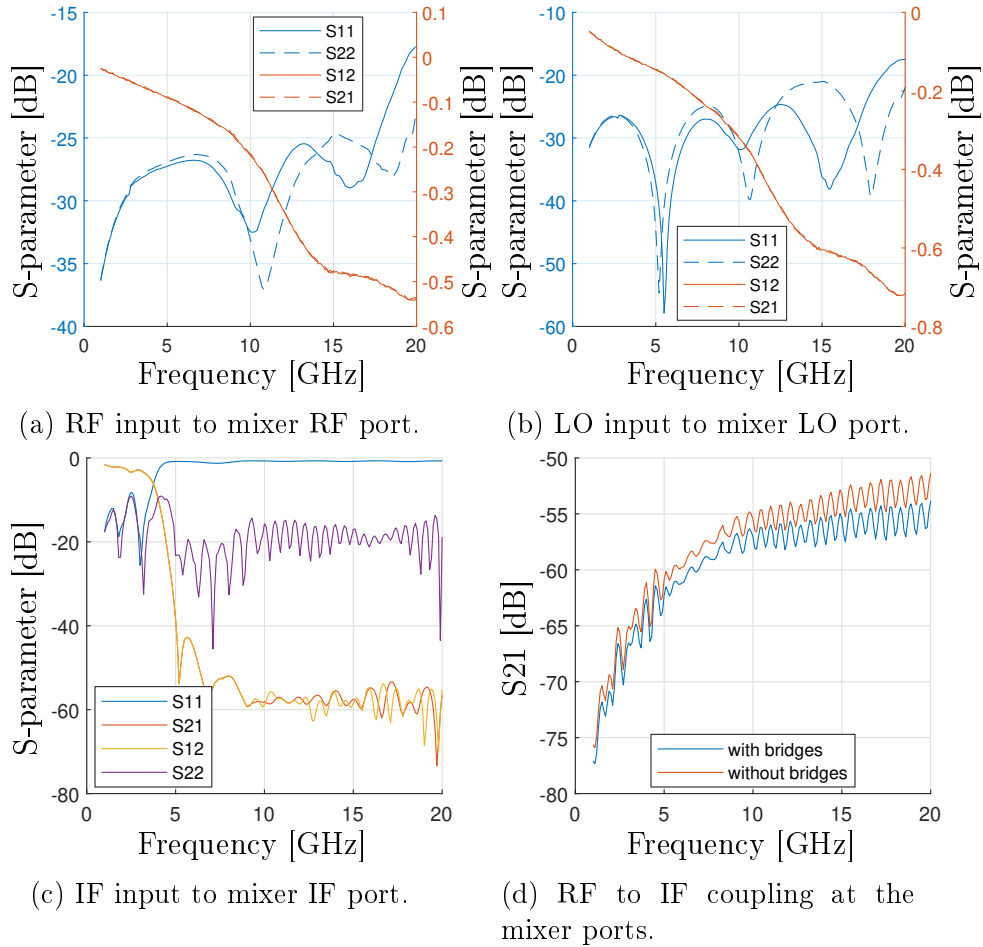 -15
-20
-25
-30
-35
-40
0.1
0
-0.1
-0.2
-0.3
-0.4
-0.5
-0.6
0
5
10
15
20
S-parameter [dB]
S-parameter [dB]
Frequency [GHz]
S11
S22
S12
S21
(a) RF input to mixer RF port.
-10
-20
-30
-40
-50
-60
0
-0.2
-0.4
-0.6
-0.8
0
5
10
15
20
S-parameter [dB]
Frequency [GHz]
S11
S22
S12
S21
(b) LO input to mixer LO port.
0
-20
-40
-60
-80
0
5
10
15
20
S-parameter [dB]
Frequency [GHz]
S11
S21
S12
S22
(c) IF input to mixer IF port.
-50
-55
-60
-65
-70
-75
-80
0
5
10
15
20
S21 [dB]
Frequency [GHz]
with bridges
without bridges
(d) RF to IF coupling at the
mixer ports.